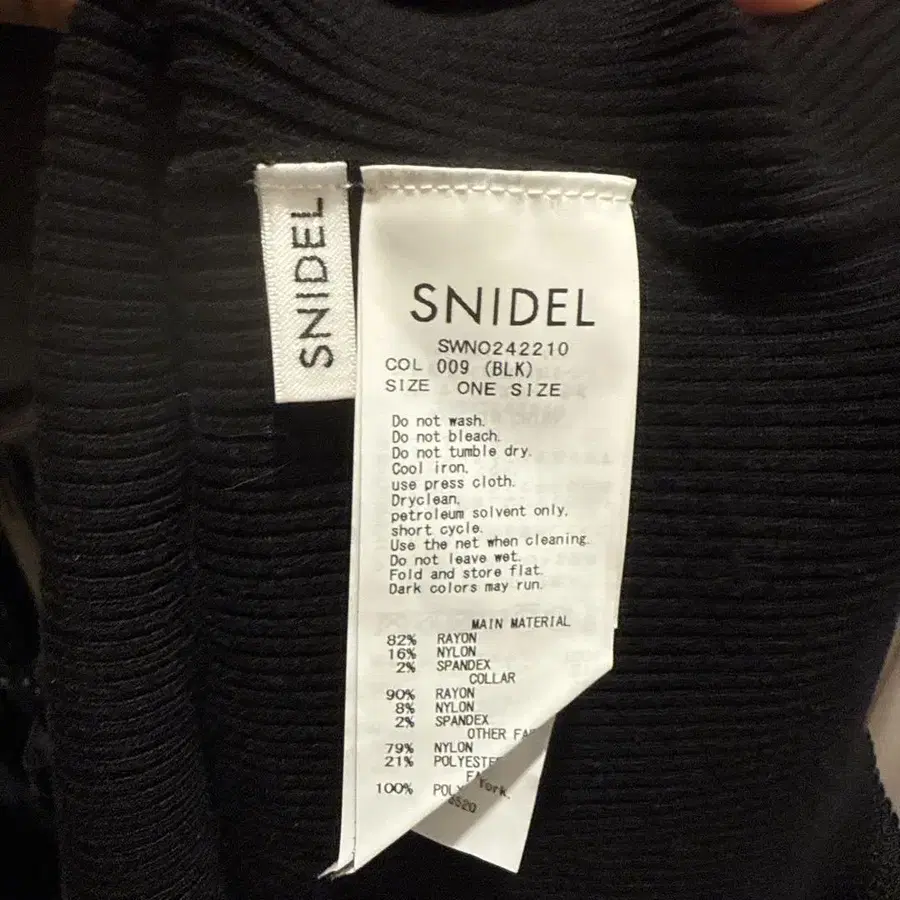 SNIDEL
SNIDEL
SWNO242210
COL 009 (BLK)
SIZE ONE SIZE
Do not wash.
Do not bleach.
Do not tumble dry.
Cool iron,
use press cloth.
Dryclean,
petroleum solvent only,
short cycle.
Use the net when cleaning.
Do not leave wet.
Fold and store flat.
Dark colors may run.
MAIN MATERIAL
82% RAYON
16% NYLON
2% SPANDEX
COLLAR
90% RAYON
8% NYLON
2% SPANDEX
OTHER
79% NYLON
21%
100%
York,